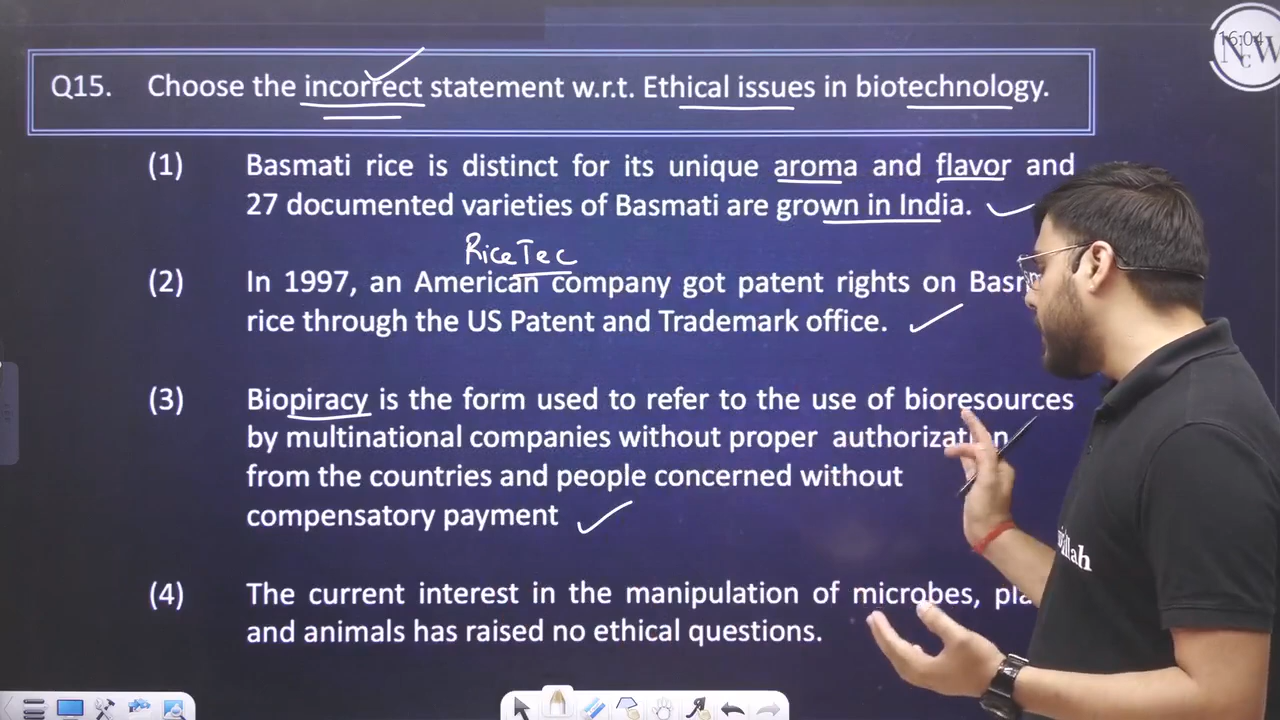 16:04
NCW
Q15. Choose the incorrect statement w.r.t. Ethical issues in biotechnology.
(1) Basmati rice is distinct for its unique aroma and flavor and
27 documented varieties of Basmati are grown in India.
RiceTec
(2) In 1997, an American company got patent rights on
rice through the US Patent and Trademark office.
(3) Biopiracy is the form used to refer to the use of bioresources
by multinational companies without proper
from the countries and people concerned without
compensatory payment
(4) The current interest in the manipulation of microbes,
and animals has raised no ethical questions.